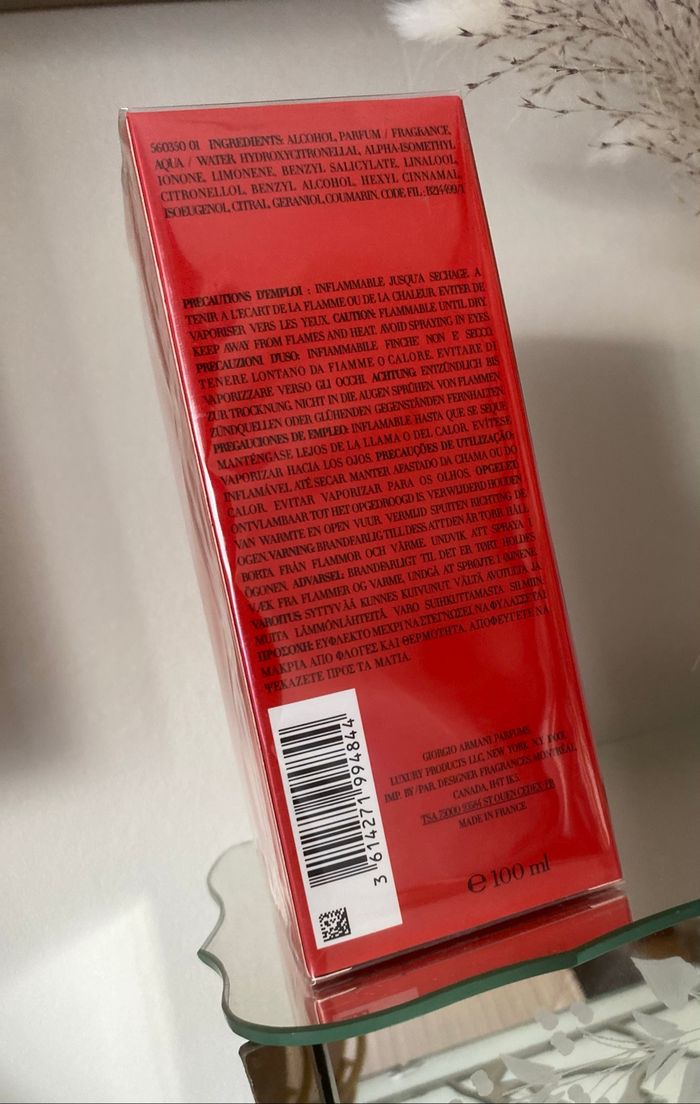 560350 01 INGREDIENTS: ALCOHOL, PARFUM / FRAGRANCE,
AQUA / WATER, HYDROXYCITRONELLAL, ALPHA-ISOMETHYL
IONONE, LIMONENE, BENZYL SALICYLATE, LINALOOL,
CITRONELLOL, BENZYL ALCOHOL, HEXYL CINNAMAL,
ISOEUGENOL, CITRAL, GERANIOL, COUMARIN. CODE FIL : B214499/1
PRECAUTIONS D'EMPLOI : INFLAMMABLE JUSQU'A SECHAGE. A
TENIR A L'ECART DE LA FLAMME OU DE LA CHALEUR. EVITER DE
VAPORISER VERS LES YEUX. CAUTION: FLAMMABLE UNTIL DRY.
KEEP AWAY FROM FLAMES AND HEAT. AVOID SPRAYING IN EYES.
PRECAUZIONI D'USO: INFIAMMABILE FINCHE' NON E' SECCO.
TENERE LONTANO DA FIAMME O CALORE. EVITARE DI
VAPORIZZARE VERSO GLI OCCHI. ACHTUNG: ENTZÜNDLICH BIS
ZUR TROCKNUNG. NICHT IN DIE AUGEN SPRÜHEN. VON FLAMMEN,
ZÜNDQUELLEN ODER GLÜHENDEN GEGENSTÄNDEN FERNHALTEN.
PRECAUCIONES DE EMPLEO: INFLAMABLE HASTA QUE SE SEQUE
MANTÉNGASE LEJOS DE LA LLAMA O DEL CALOR. EVÍTESE
VAPORIZAR HACIA LOS OJOS. PRECAUÇÕES DE UTILIZAÇÃO:
INFLAMÁVEL ATÉ SECAR. MANTER AFASTADO DA CHAMA OU DO
CALOR. EVITAR VAPORIZAR PARA OS OLHOS. OPGELET:
ONTVLAMBAAR TOT HET OPGEDROOGD IS. VERWIJDERD HOUDEN
VAN WARMTE EN OPEN VUUR. VERMIJD SPUITEN RICHTING DE
OGEN. VARNING: BRANDFARLIG TILL DESS ATT DEN ÄR TORR. HÅLL
BORTA FRÅN FLAMMOR OCH VÄRME. UNDVIK ATT SPRAYA I
ÖGONEN. ADVARSEL: BRANDFARLIGT TIL DET ER TØRT. HOLDES
VÆK FRA FLAMMER OG VARME. UNDGÅ AT SPRØJTE I ØJNENE.
VAROITUS: SYTTYVÄÄ KUNNES KUIVUNUT. VÄLTÄ AVOTULTA JA
MUITA LÄMMÖNLÄHTEITÄ. VARO SUIHKUTTAMASTA SILMIIN.
ΠΡΟΣΟΧΗ: ΕΥΦΛΕΚΤΟ ΜΕΧΡΙ ΝΑ ΣΤΕΓΝΩΣΕΙ. ΝΑ ΦΥΛΑΣΣΕΤΑΙ
ΜΑΚΡΙΑ ΑΠΟ ΦΛΟΓΕΣ ΚΑΙ ΘΕΡΜΟΤΗΤΑ. ΑΠΟΦΕΥΓΕΤΕ ΝΑ
ΨΕΚΑΖΕΤΕ ΠΡΟΣ ΤΑ ΜΑΤΙΑ.
GIORGIO ARMANI PARFUMS,
LUXURY PRODUCTS LLC, NEW YORK N.Y.
IMP. BY / PAR. DESIGNER FRAGRANCES MONTREAL,
CANADA, H4T 1K5.
TSA 75000 93584 ST OUEN CEDEX, FR
MADE IN FRANCE
3 614271 994844
e 100 ml